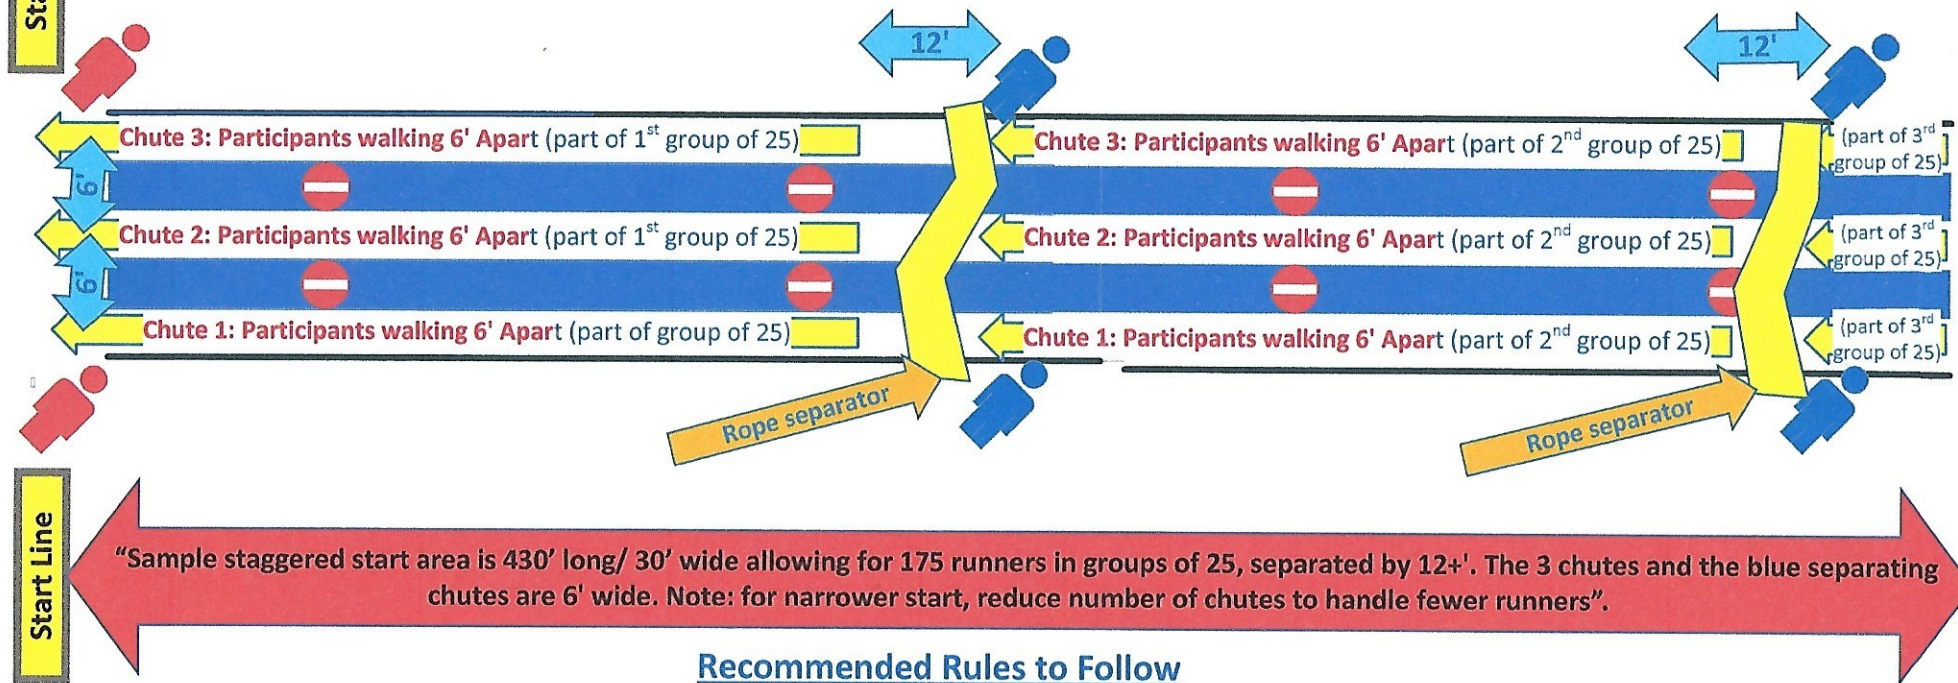 Sta
12'
12'
Chute 3: Participants walking 6' Apart (part of 1st group of 25)
Chute 3: Participants walking 6' Apart (part of 2nd group of 25)
(part of 3rd
group of 25)
6'
Chute 2: Participants walking 6' Apart (part of 1st group of 25)
Chute 2: Participants walking 6' Apart (part of 2nd group of 25)
(part of 3rd
group of 25)
6'
Chute 1: Participants walking 6' Apart (part of group of 25)
Chute 1: Participants walking 6' Apart (part of 2nd group of 25)
(part of 3rd
group of 25)
Rope separator
Rope separator
Start Line
“Sample staggered start area is 430’ long/ 30’ wide allowing for 175 runners in groups of 25, separated by 12+'. The 3 chutes and the blue separating
chutes are 6' wide. Note: for narrower start, reduce number of chutes to handle fewer runners”.
Recommended Rules to Follow